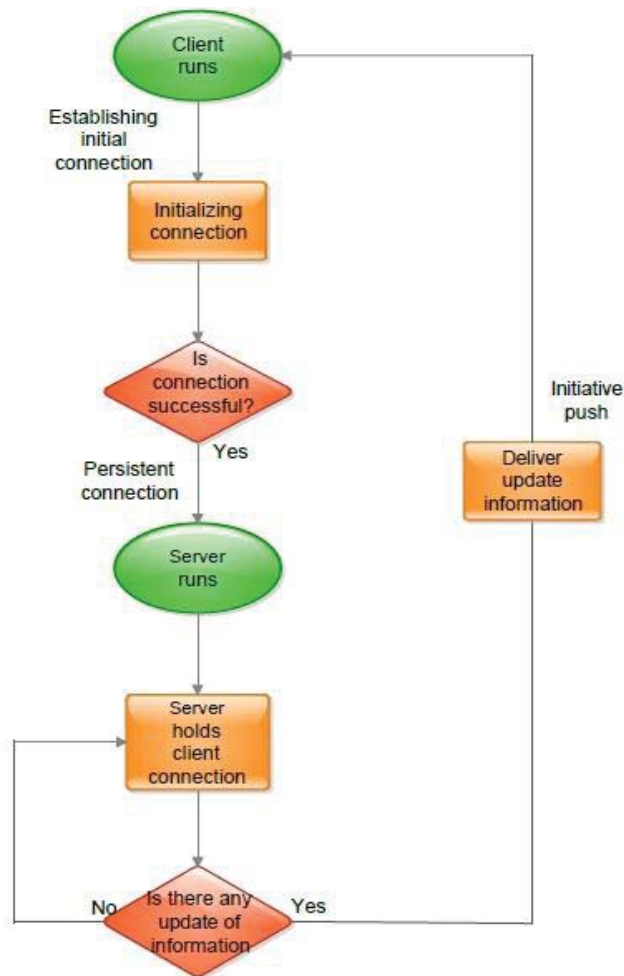 Client
runs
Establishing
initial
connection
Initializing
connection
Is
connection
successful?
Yes
Persistent
connection
Initiative
push
Deliver
update
information
Server
runs
Server
holds
client
connection
No
Is there any
update of
information
Yes